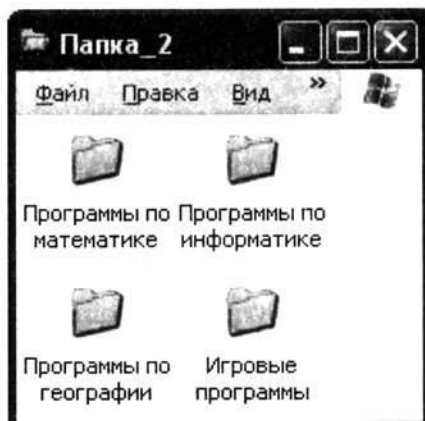 Папка_2
Файл Правка Вид »
Программы по математике
Программы по информатике
Программы по географии
Игровые программы